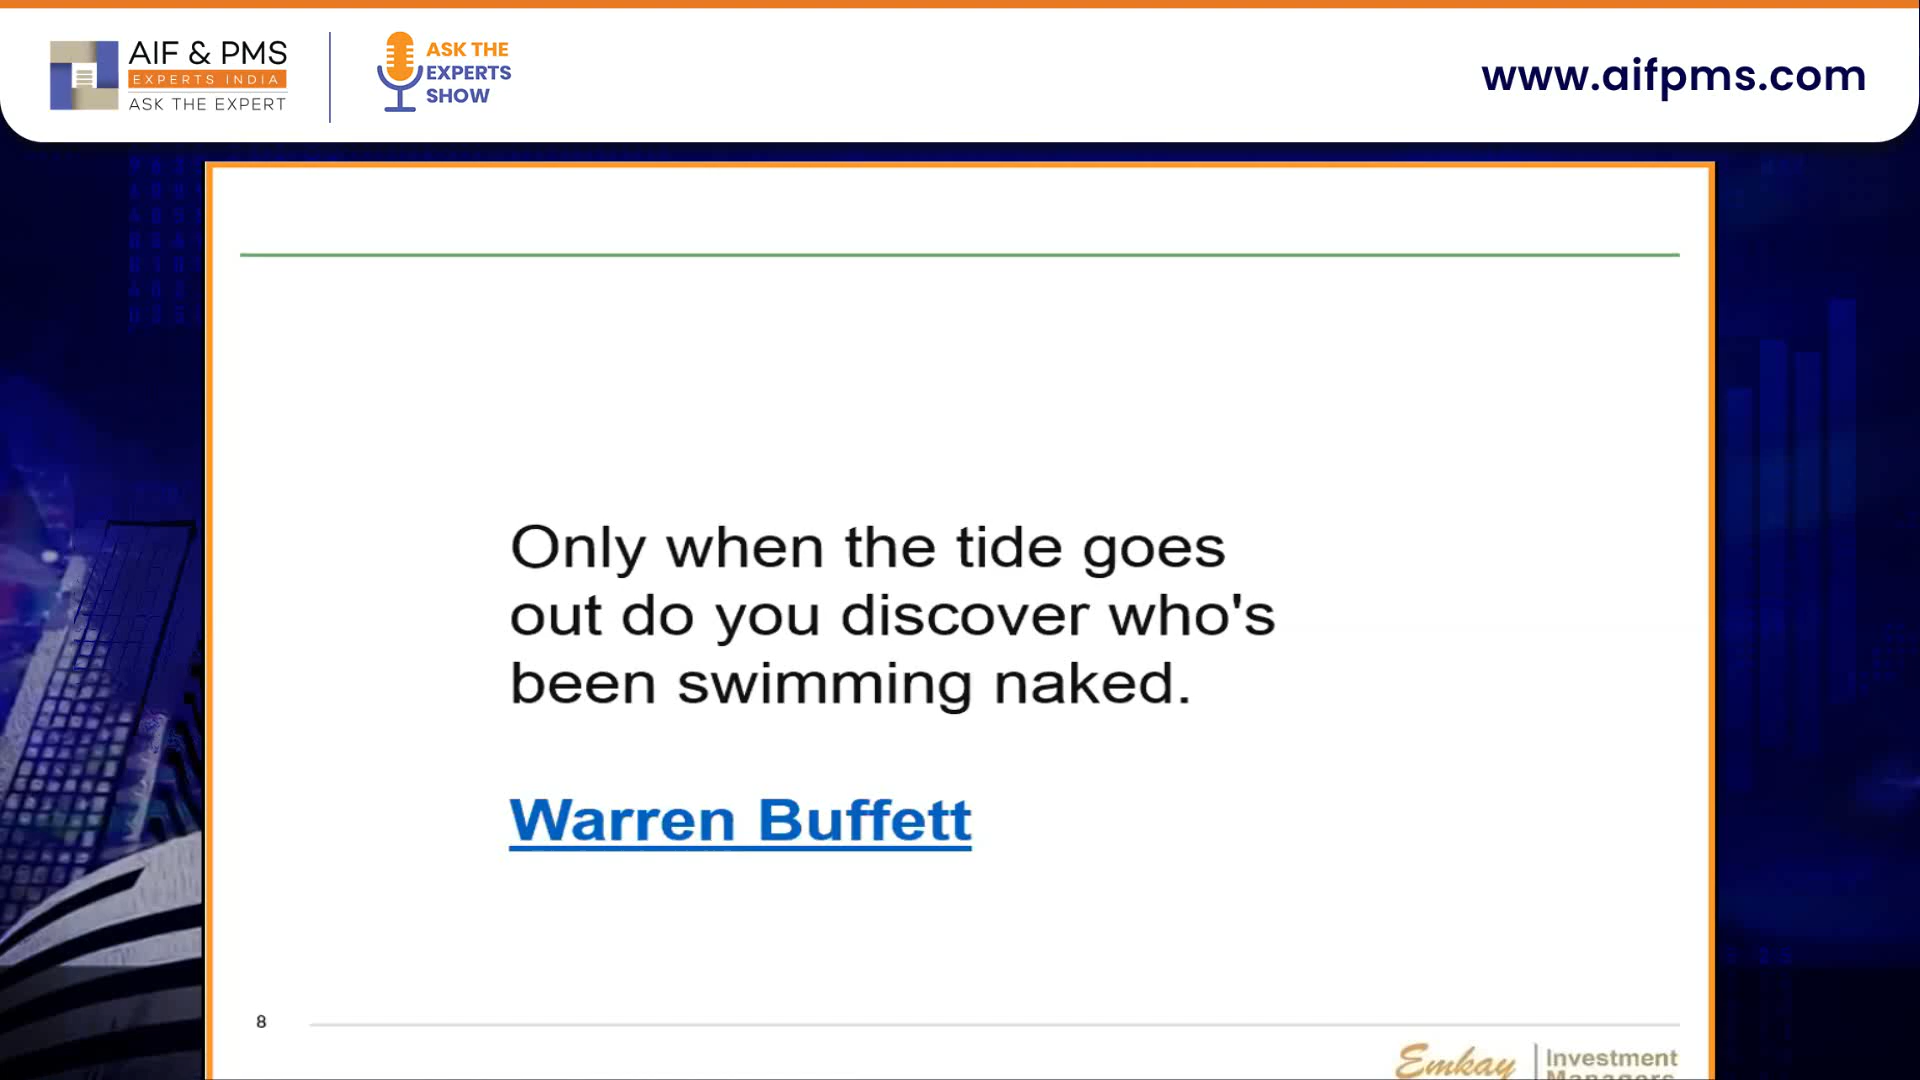 AIF & PMS
EXPERTS INDIA
ASK THE EXPERT
ASK THE
EXPERTS
SHOW
www.aifpms.com
Only when the tide goes
out do you discover who's
been swimming naked.
Warren Buffett
8
Emkay
Investment
Managers